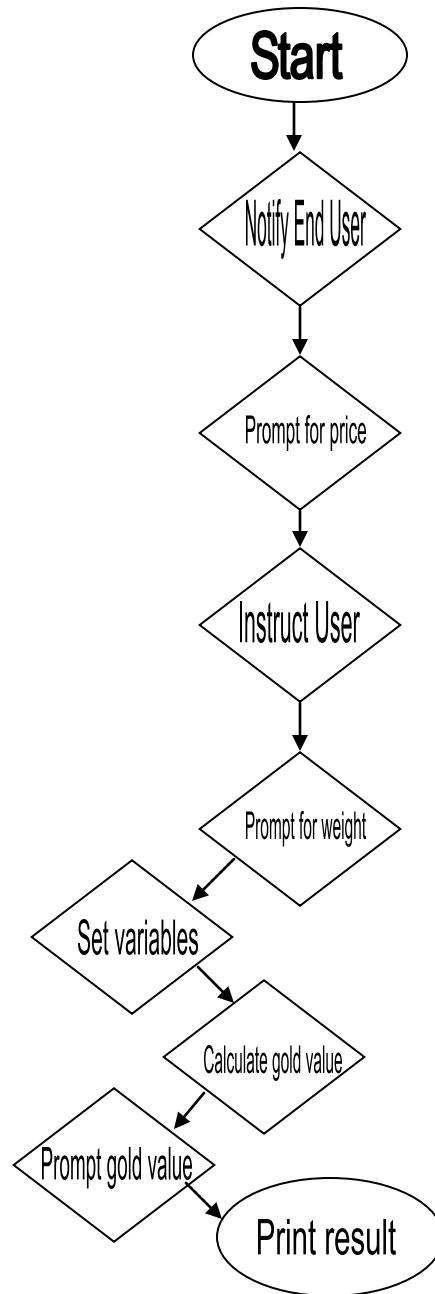 Start
Notify End User
Prompt for price
Instruct User
Prompt for weight
Set variables
Calculate gold value
Prompt gold value
Print result